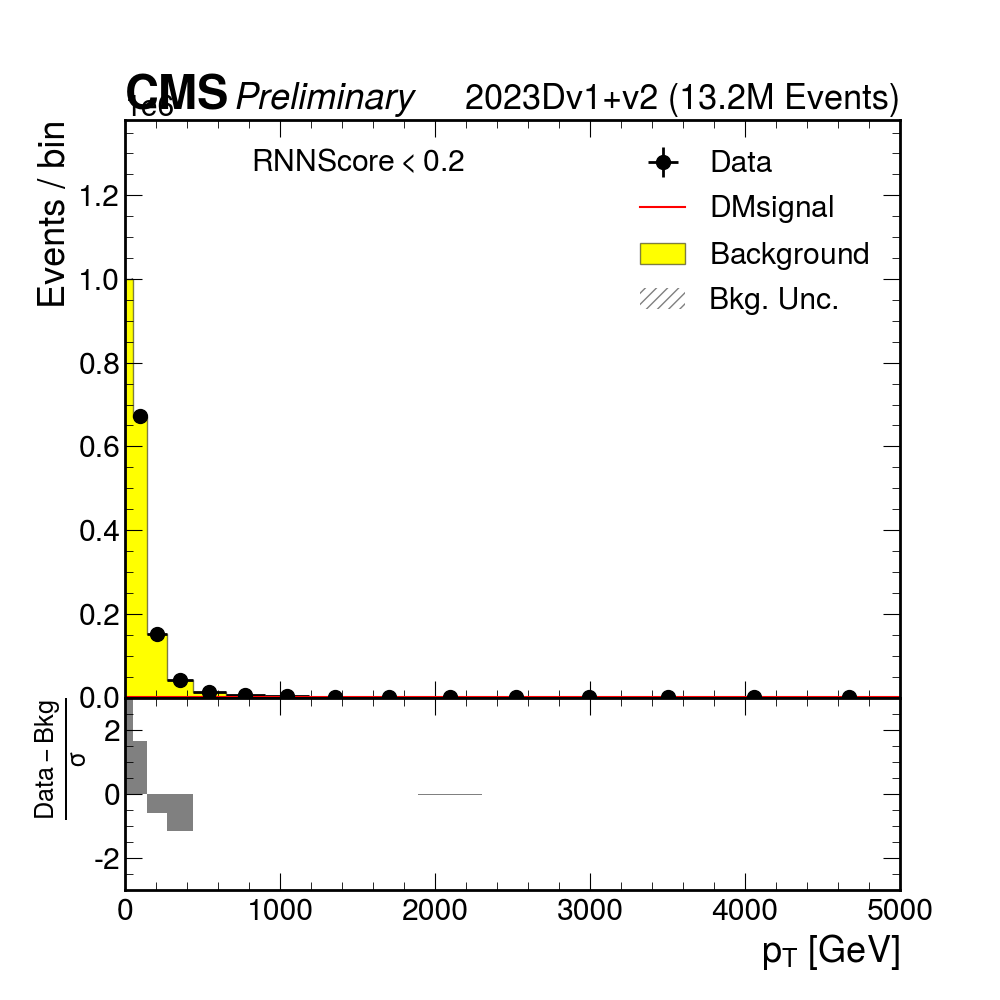 CMS Preliminary 2023Dv1+v2 (13.2M Events)
1e6
Events / bin
RNNScore < 0.2
Data
DMsignal
Background
Bkg. Unc.
1.2
1.0
0.8
0.6
0.4
0.2
0.0
Data – Bkg
σ
2
0
-2
0 1000 2000 3000 4000 5000
pT [GeV]